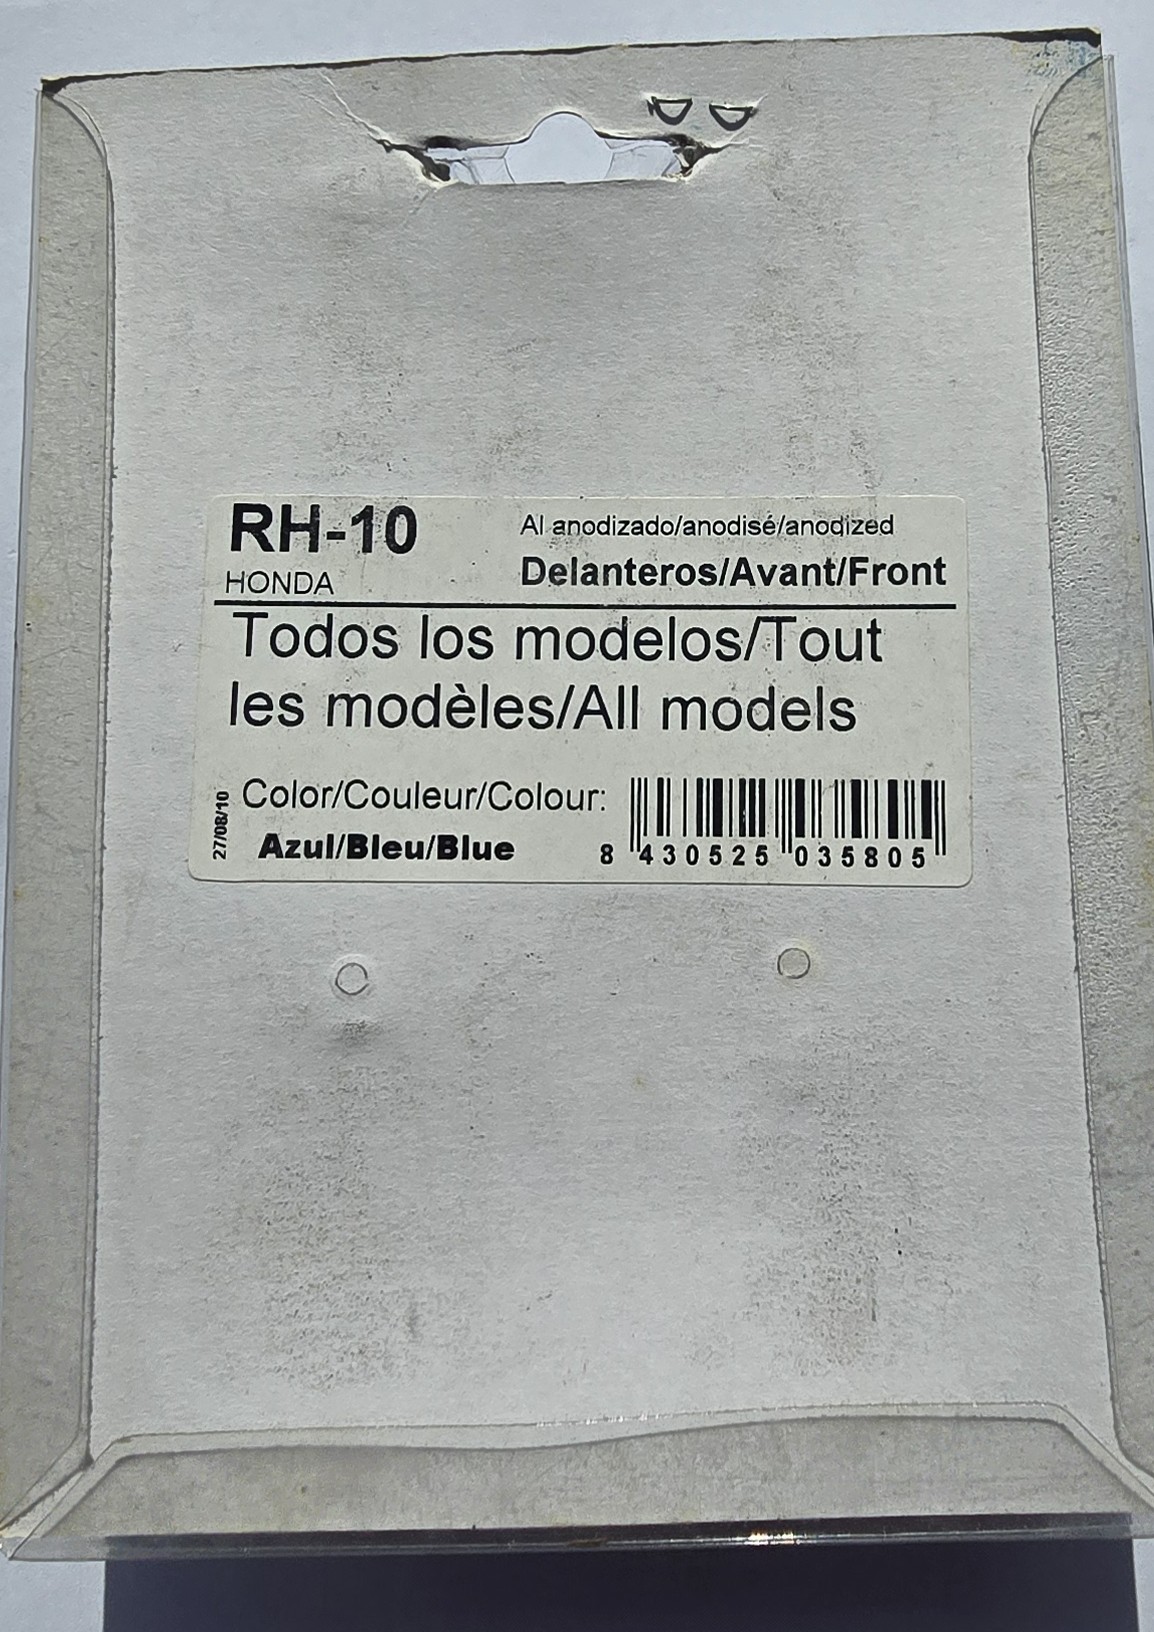 RH-10
HONDA
Al anodizado/anodisé/anodized
Delanteros/Avant/Front
Todos los modelos/Tout
les modèles/All models
Color/Couleur/Colour:
Azul/Bleu/Blue
27/08/10
8 430525 035805